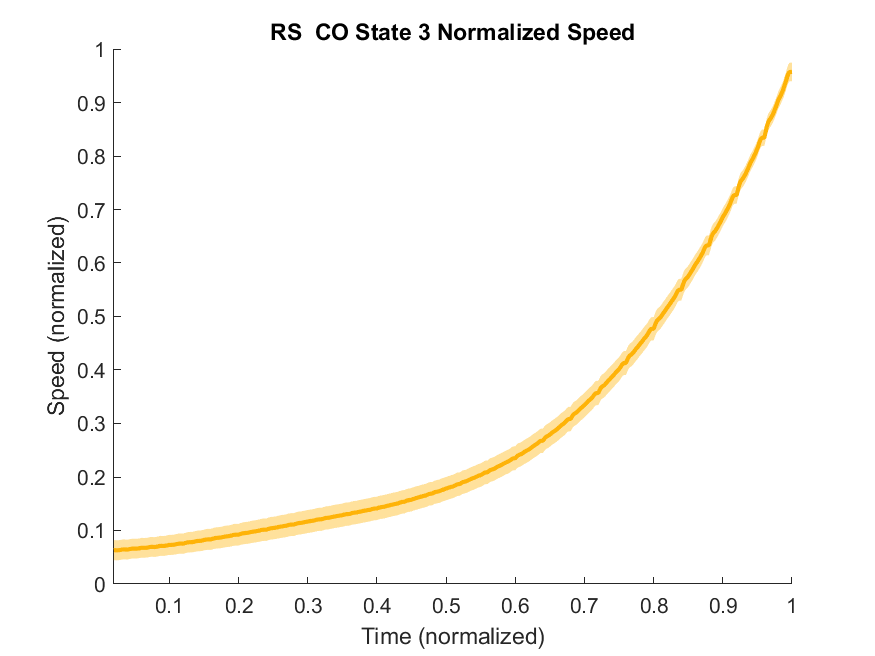 RS  CO State 3 Normalized Speed
1
0.9
0.8
0.7
0.6
0.5
0.4
0.3
0.2
0.1
0
Speed (normalized)
0.1 0.2 0.3 0.4 0.5 0.6 0.7 0.8 0.9 1
Time (normalized)